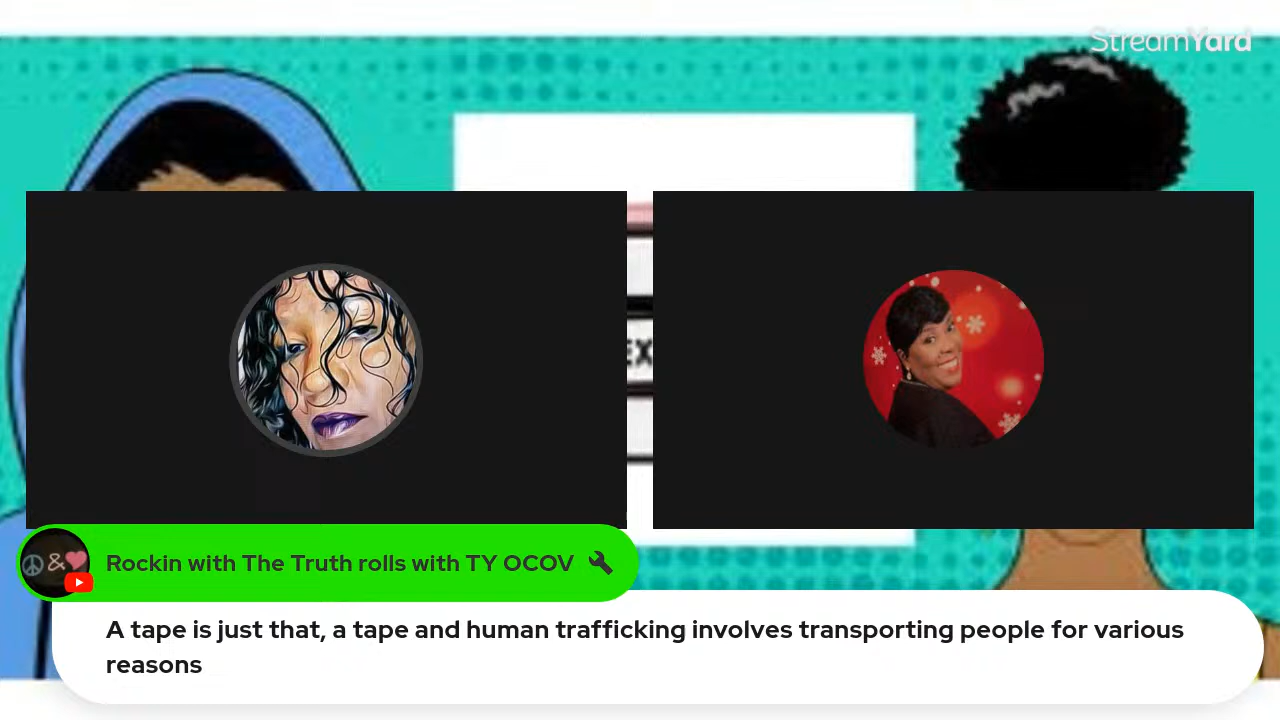 StreamYard
EX
&
Rockin with The Truth rolls with TY OCOV
A tape is just that, a tape and human trafficking involves transporting people for various
reasons